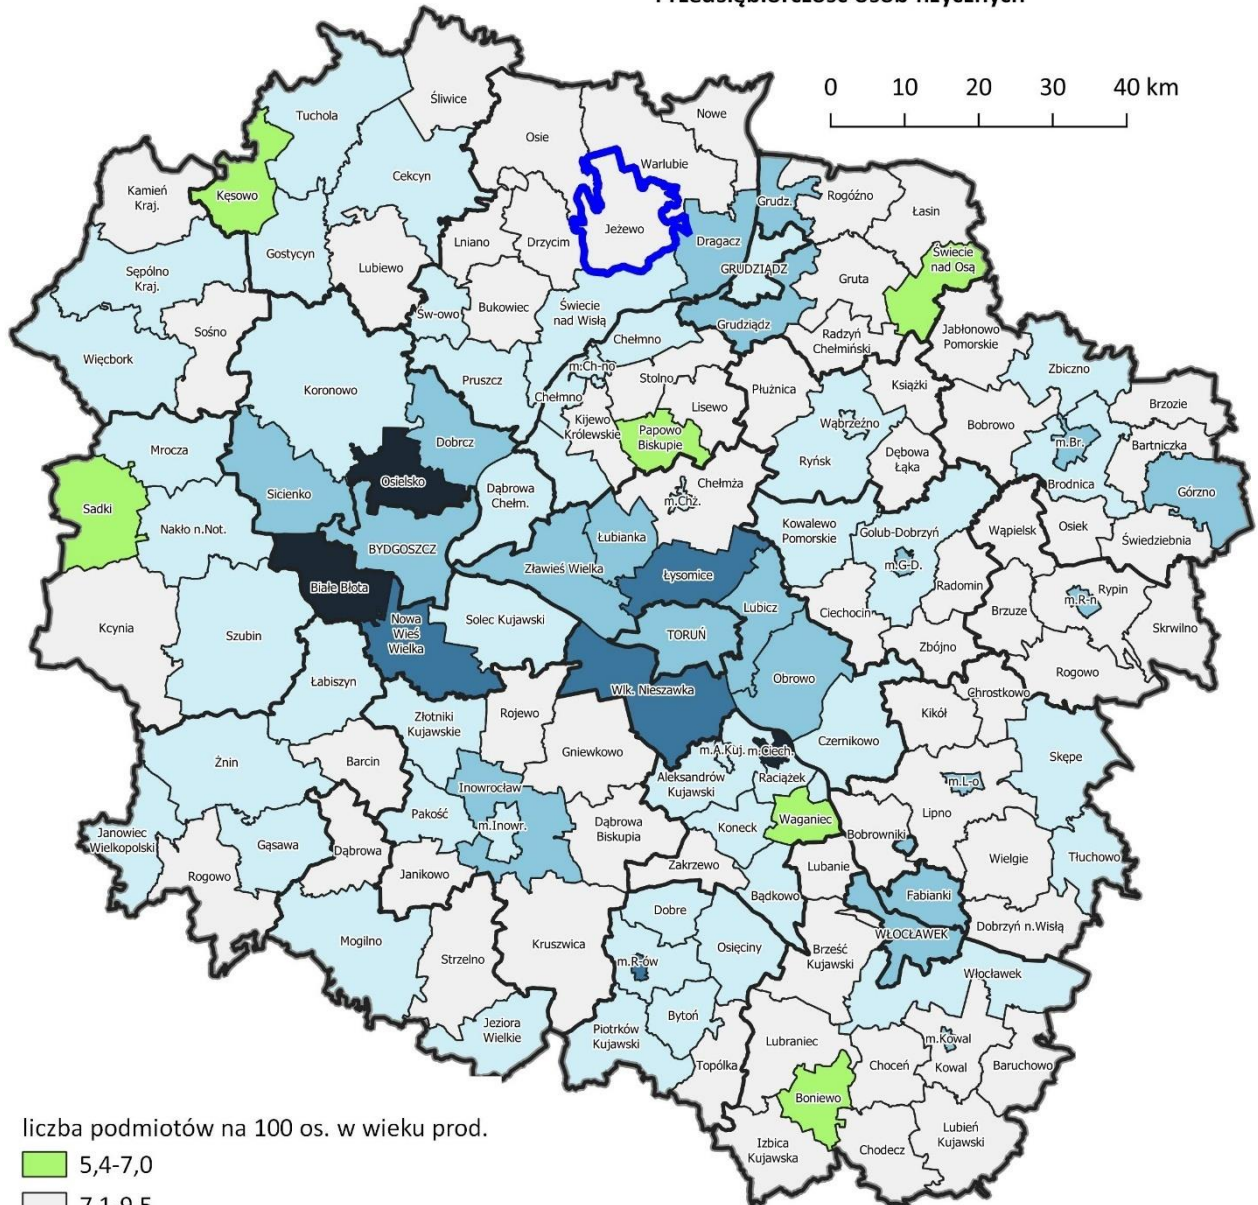 Przedsiębiorczość osób fizycznych
0 10 20 30 40 km
Śliwice
Tuchola
Nowe
Osie
Warlubie
Cekcyn
Kamień
Kraj.
Kęsowo
Grudz.
Rogóźno
Łasin
Jeżewo
Lniano
Drzycim
Dragacz
Gostycyn
Lubiewo
Świecie
nad Osą
GRUDZIĄDZ
Sępólno
Kraj.
Gruta
Bukowiec
Św-owo
Świecie
nad Wisłą
Grudziądz
Sośno
Radzyń
Chełmiński
Jabłonowo
Pomorskie
Chełmno
Więcbork
m.Ch-no
Zbiczno
Koronowo
Pruszcz
Stolno
Płużnica
Książki
Chełmno
Lisewo
Brzozie
Kijewo
Królewskie
Wąbrzeźno
Bobrowo
Papowo
Biskupie
Dobrcz
m.Br.
Bartniczka
Mrocza
Ryńsk
Dębowa
Łąka
Osielsko
Chełmża
Brodnica
Górzno
Sicienko
Dąbrowa
Chełm.
m.Chż.
Sadki
Nakło n.Not.
Kowalewo
Pomorskie
Golub-Dobrzyń
Wąpielsk
Osiek
Świedziebnia
Łubianka
BYDGOSZCZ
m.G-D.
Zławieś Wielka
Łysomice
Radomin
Białe Błota
Rypin
m.R-n.
Lubicz
Ciechocin
Brzuze
Nowa
Wieś
Wielka
Solec Kujawski
Kcynia
Szubin
TORUŃ
Skrwilno
Zbójno
Rogowo
Obrowo
Łabiszyn
Wlk. Nieszawka
Chrostkowo
Złotniki
Kujawskie
Rojewo
Kikół
Czernikowo
Gniewkowo
m.A.Kuj.
m.Ciech.
Skępe
Żnin
Barcin
Aleksandrów
Kujawski
Raciążek
m.L-o
Inowrocław
Pakość
Lipno
Waganiec
m.Inowr.
Dąbrowa
Biskupia
Koneck
Bobrowniki
Janowiec
Wielkopolski
Gąsawa
Dąbrowa
Wielgie
Tłuchowo
Zakrzewo
Lubanie
Rogowo
Janikowo
Bądkowo
Fabianki
Dobre
Dobrzyń n.Wisłą
Mogilno
Kruszwica
WŁOCŁAWEK
Osięciny
Brześć
Kujawski
Strzelno
m.R-ów
Włocławek
Bytoń
Jeziora
Wielkie
Piotrków
Kujawski
Lubraniec
m.Kowal
Topólka
Choceń
Kowal
Baruchowo
Boniewo
Lubień
Kujawski
Izbica
Kujawska
Chodecz
liczba podmiotów na 100 os. w wieku prod.
5,4-7,0
7,1-9,5